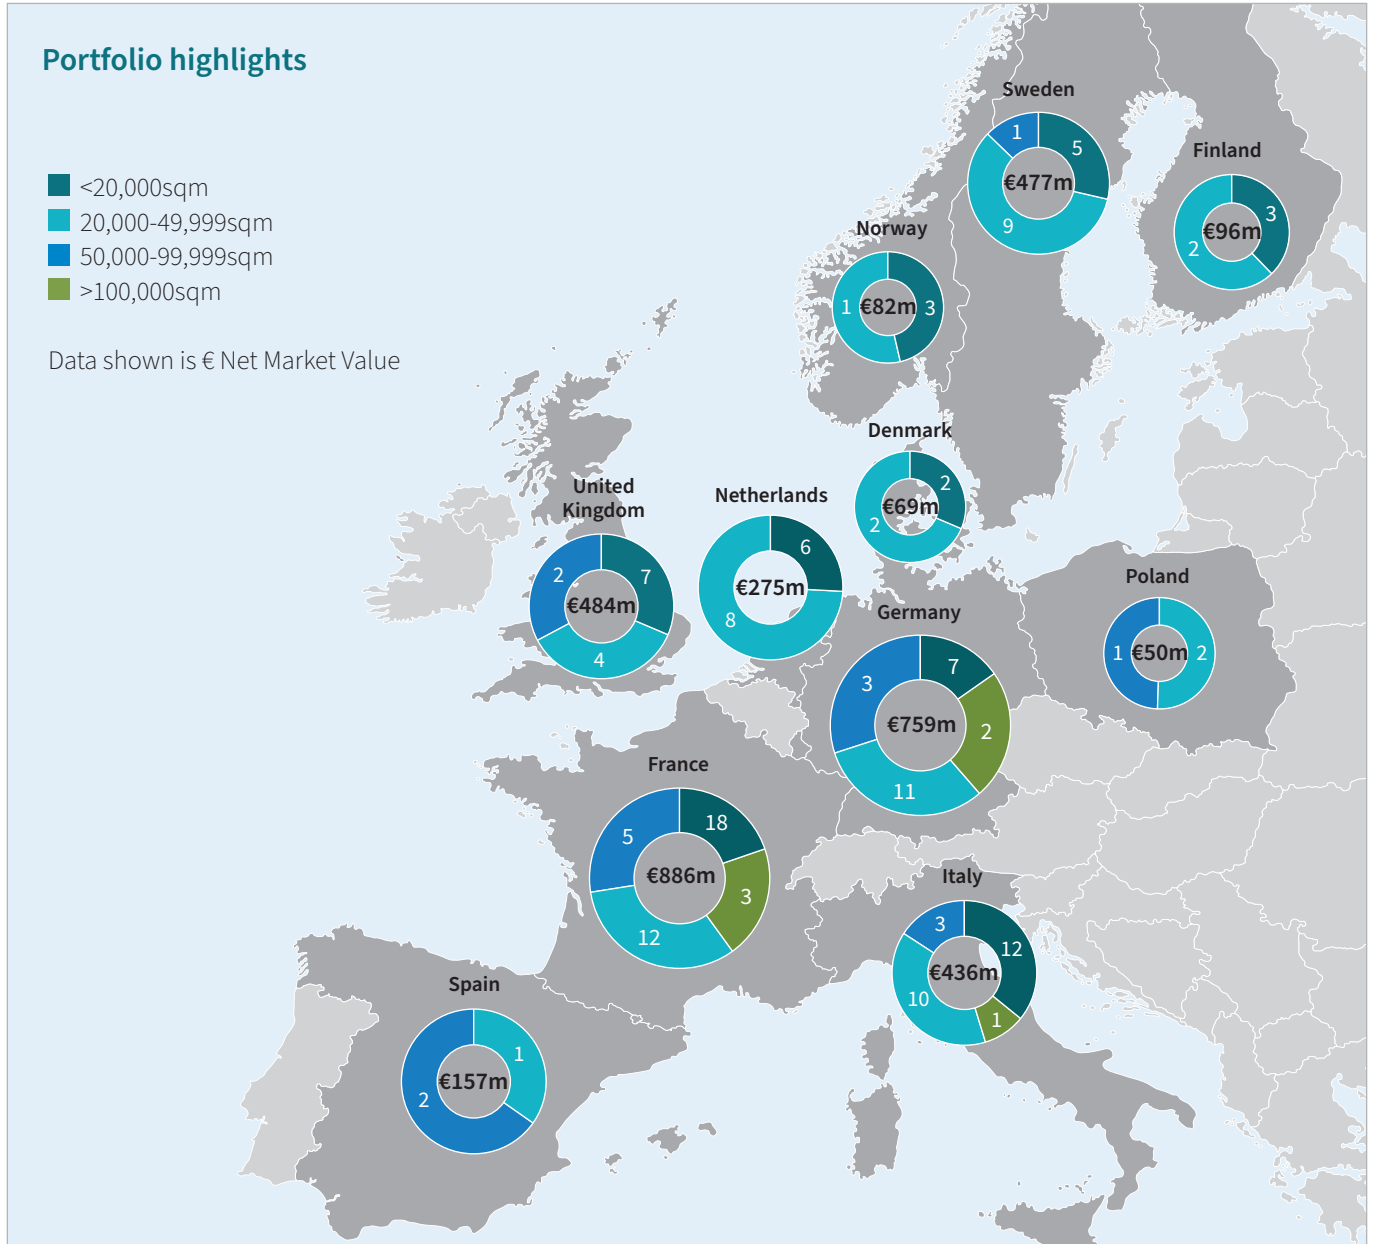 Portfolio highlights
<20,000sqm
20,000-49,999sqm
50,000-99,999sqm
>100,000sqm
Data shown is € Net Market Value
Sweden
1
5
€477m
9
Finland
3
€96m
2
Norway
1
€82m
3
Denmark
2
€69m
2
United
Kingdom
2
7
€484m
4
Netherlands
6
€275m
8
Poland
1
€50m
2
Germany
3
7
€759m
2
11
France
5
18
€886m
3
12
Italy
3
12
€436m
10
1
Spain
1
€157m
2